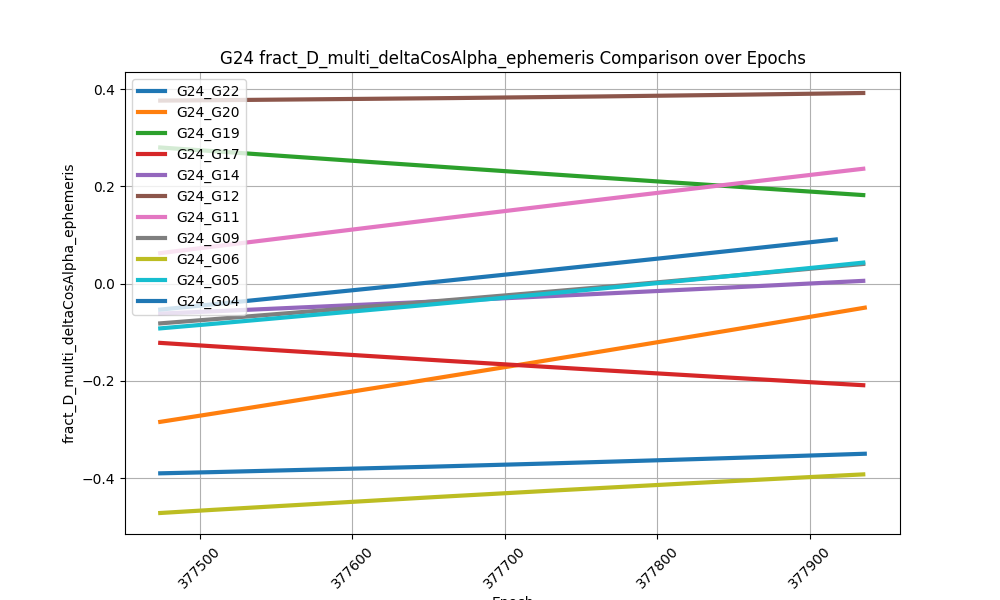 G24 fract_D_multi_deltaCosAlpha_ephemeris Comparison over Epochs
fract_D_multi_deltaCosAlpha_ephemeris
0.4
0.2
0.0
−0.2
−0.4
G24_G22
G24_G20
G24_G19
G24_G17
G24_G14
G24_G12
G24_G11
G24_G09
G24_G06
G24_G05
G24_G04
377500
377600
377700
377800
377900
Epoch